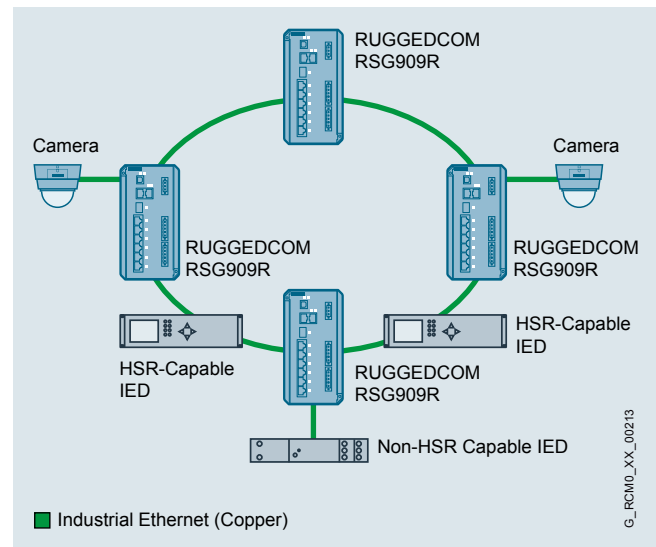 RUGGEDCOM
RSG909R
Camera
Camera
RUGGEDCOM
RSG909R
RUGGEDCOM
RSG909R
HSR-Capable
IED
HSR-Capable
IED
RUGGEDCOM
RSG909R
Non-HSR Capable IED
G_RCM0_XX_00213
Industrial Ethernet (Copper)